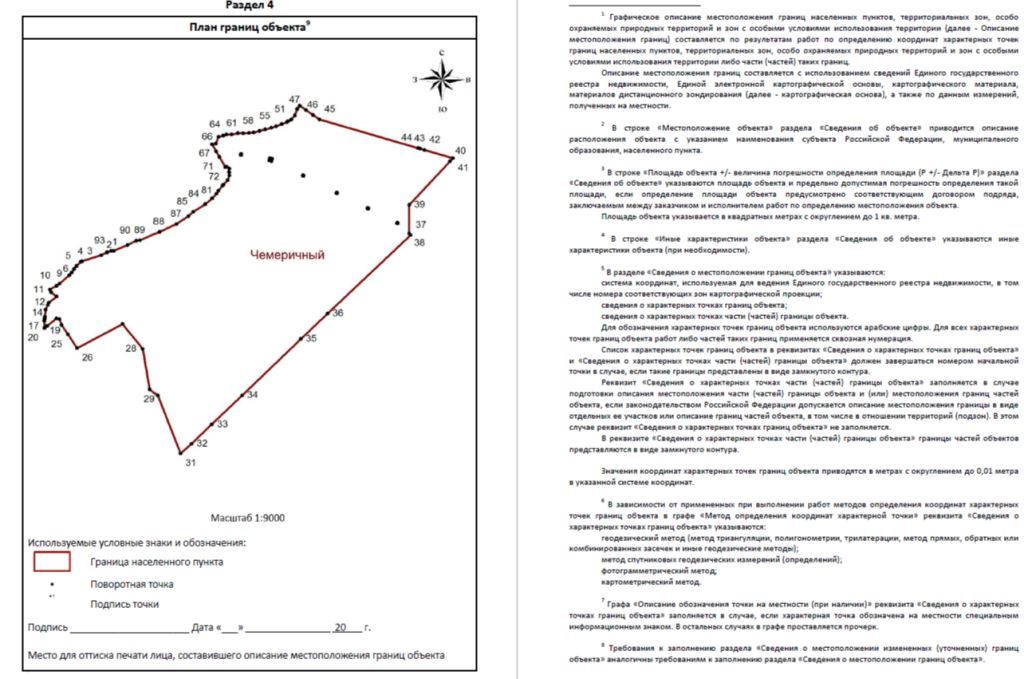 Раздел 4
План границ объекта⁹
С
З
В
Ю
47
46
45
51
55
58
61
64
66
67
71
72
81
84
85
87
88
89
90
93
2
1
3
4
5
6
9
10
11
12
14
17
19
20
25
26
28
29
31
32
33
34
35
36
37
38
39
40
41
42
43
44
Чемеричный
Масштаб 1:9000
Используемые условные знаки и обозначения:
Граница населенного пункта
Поворотная точка
Подпись точки
Подпись ____________________ Дата «___» ______________ 20___ г.
Место для оттиска печати лица, составившего описание местоположения границ объекта
¹ Графическое описание местоположения границ населенных пунктов, территориальных зон, особо
охраняемых природных территорий и зон с особыми условиями использования территории (далее - Описание
местоположения границ) составляется по результатам работ по определению координат характерных точек
границ населенных пунктов, территориальных зон, особо охраняемых природных территорий и зон с особыми
условиями использования территории либо части (частей) таких границ.
Описание местоположения границ составляется с использованием сведений Единого государственного
реестра недвижимости, Единой электронной картографической основы, картографического материала,
материалов дистанционного зондирования (далее - картографическая основа), а также по данным измерений,
полученных на местности.
² В строке «Местоположение объекта» раздела «Сведения об объекте» приводится описание
расположения объекта с указанием наименования субъекта Российской Федерации, муниципального
образования, населенного пункта.
³ В строке «Площадь объекта +/- величина погрешности определения площади (Р +/- Дельта Р)» раздела
«Сведения об объекте» указываются площадь объекта и предельно допустимая погрешность определения такой
площади, если определение площади объекта предусмотрено соответствующим договором подряда,
заключаемым между заказчиком и исполнителем работ по определению местоположения объекта.
Площадь объекта указывается в квадратных метрах с округлением до 1 кв. метра.
⁴ В строке «Иные характеристики объекта» раздела «Сведения об объекте» указываются иные
характеристики объекта (при необходимости).
⁵ В разделе «Сведения о местоположении границ объекта» указываются:
система координат, используемая для ведения Единого государственного реестра недвижимости, в том
числе номера соответствующих зон картографической проекции;
сведения о характерных точках границ объекта;
сведения о характерных точках части (частей) границы объекта.
Для обозначения характерных точек границ объекта используются арабские цифры. Для всех характерных
точек границ объекта работ либо частей таких границ применяется сквозная нумерация.
Список характерных точек границ объекта в реквизитах «Сведения о характерных точках границ объекта»
и «Сведения о характерных точках части (частей) границы объекта» должен завершаться номером начальной
точки в случае, если такие границы представлены в виде замкнутого контура.
Реквизит «Сведения о характерных точках части (частей) границы объекта» заполняется в случае
подготовки описания местоположения части (частей) границы объекта и (или) местоположения границ частей
объекта, если законодательством Российской Федерации допускается описание местоположения границы в виде
отдельных ее участков или описание границ частей объекта, в том числе в отношении территорий (подзон). В этом
случае реквизит «Сведения о характерных точках границ объекта» не заполняется.
В реквизите «Сведения о характерных точках части (частей) границы объекта» границы частей объектов
представляются в виде замкнутого контура.
Значения координат характерных точек границ объекта приводятся в метрах с округлением до 0,01 метра
в указанной системе координат.
⁶ В зависимости от примененных при выполнении работ методов определения координат характерных
точек границ объекта в графе «Метод определения координат характерной точки» реквизита «Сведения о
характерных точках границ объекта» указываются:
геодезический метод (метод триангуляции, полигонометрии, трилатерации, метод прямых, обратных или
комбинированных засечек и иные геодезические методы);
метод спутниковых геодезических измерений (определений);
фотограмметрический метод;
картометрический метод.
⁷ Графа «Описание обозначения точки на местности (при наличии)» реквизита «Сведения о характерных
точках границ объекта» заполняется в случае, если характерная точка обозначена на местности специальным
информационным знаком. В остальных случаях в графе проставляется прочерк.
⁸ Требования к заполнению раздела «Сведения о местоположении измененных (уточненных) границ
объекта» аналогичны требованиям к заполнению раздела «Сведения о местоположении границ объекта».